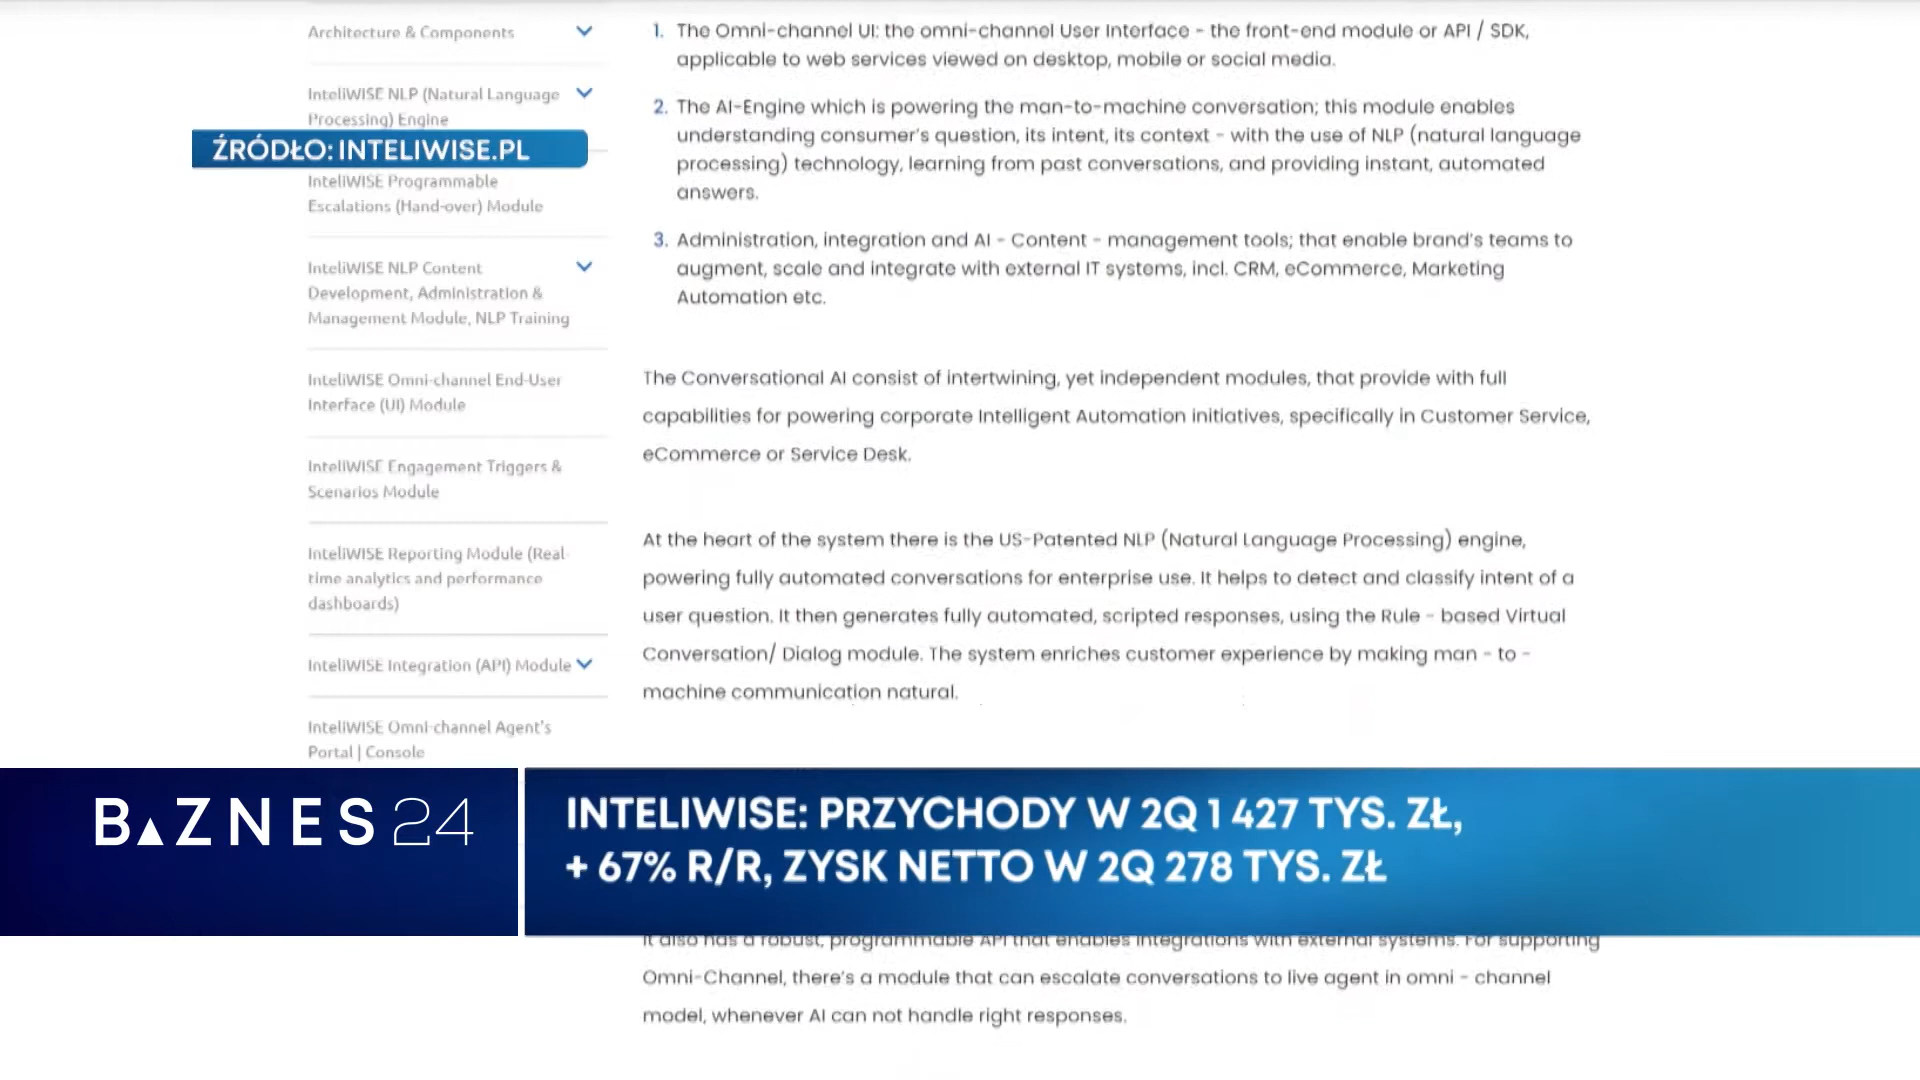 Architecture & Components
InteliWISE NLP (Natural Language
Processing) Engine
ŹRÓDŁO: INTELIWISE.PL
InteliWISE Programmable
Escalations (Hand-over) Module
InteliWISE NLP Content
Development, Administration &
Management Module, NLP Training
InteliWISE Omni-channel End-User
Interface (UI) Module
InteliWISE Engagement Triggers &
Scenarios Module
InteliWISE Reporting Module (Real-
time analytics and performance
dashboards)
InteliWISE Integration (API) Module
InteliWISE Omni-channel Agent's
Portal | Console
1. The Omni-channel UI: the omni-channel User Interface - the front-end module or API / SDK,
applicable to web services viewed on desktop, mobile or social media.
2. The AI-Engine which is powering the man-to-machine conversation; this module enables
understanding consumer's question, its intent, its context - with the use of NLP (natural language
processing) technology, learning from past conversations, and providing instant, automated
answers.
3. Administration, integration and AI - Content - management tools; that enable brand's teams to
augment, scale and integrate with external IT systems, incl. CRM, eCommerce, Marketing
Automation etc.
The Conversational AI consist of intertwining, yet independent modules, that provide with full
capabilities for powering corporate Intelligent Automation initiatives, specifically in Customer Service,
eCommerce or Service Desk.
At the heart of the system there is the US-Patented NLP (Natural Language Processing) engine,
powering fully automated conversations for enterprise use. It helps to detect and classify intent of a
user question. It then generates fully automated, scripted responses, using the Rule - based Virtual
Conversation/ Dialog module. The system enriches customer experience by making man - to -
machine communication natural.
BIZNES24
INTELIWISE: PRZYCHODY W 2Q 1 427 TYS. ZŁ,
+ 67% R/R, ZYSK NETTO W 2Q 278 TYS. ZŁ
It also has a robust, programmable API that enables integrations with external systems. For supporting
Omni-Channel, there's a module that can escalate conversations to live agent in omni - channel
model, whenever AI can not handle right responses.